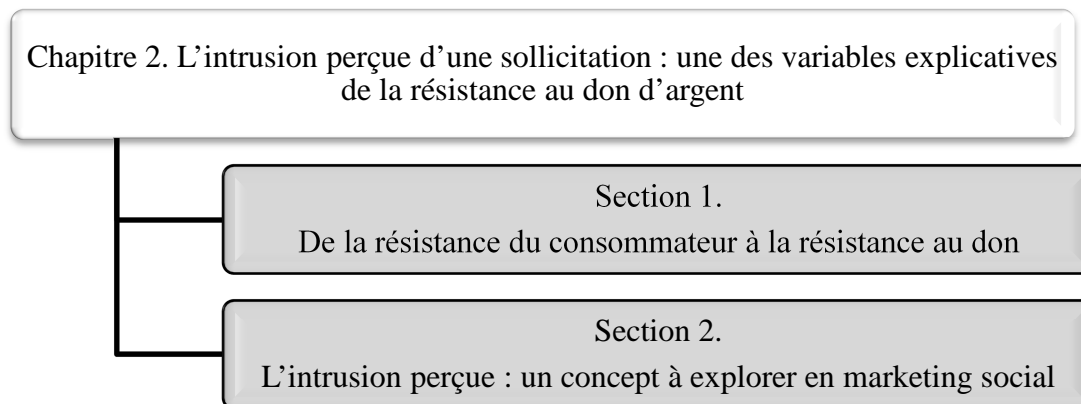 Chapitre 2. L’intrusion perçue d’une sollicitation : une des variables explicatives
de la résistance au don d’argent
Section 1.
De la résistance du consommateur à la résistance au don
Section 2.
L’intrusion perçue : un concept à explorer en marketing social